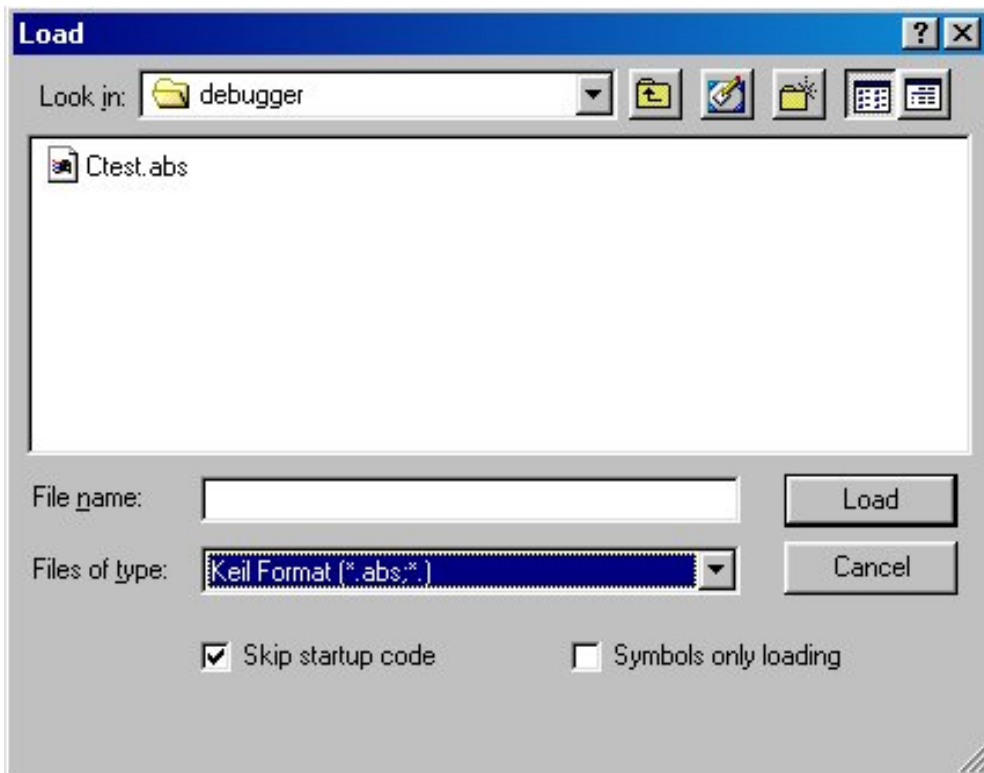 Load
Look in: debugger
Ctest.abs
File name:
Load
Files of type: Keil Format (*.abs;*.)
Cancel
Skip startup code
Symbols only loading